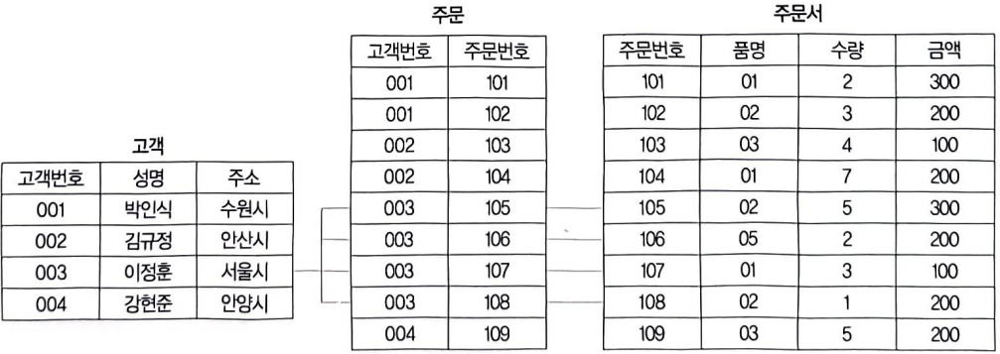 고객
고객번호 성명 주소
001 박인식 수원시
002 김규정 안산시
003 이정훈 서울시
004 강현준 안양시
주문
고객번호 주문번호
001 101
001 102
002 103
002 104
003 105
003 106
003 107
003 108
004 109
주문서
주문번호 품명 수량 금액
101 01 2 300
102 02 3 200
103 03 4 100
104 01 7 200
105 02 5 300
106 05 2 200
107 01 3 100
108 02 1 200
109 03 5 200